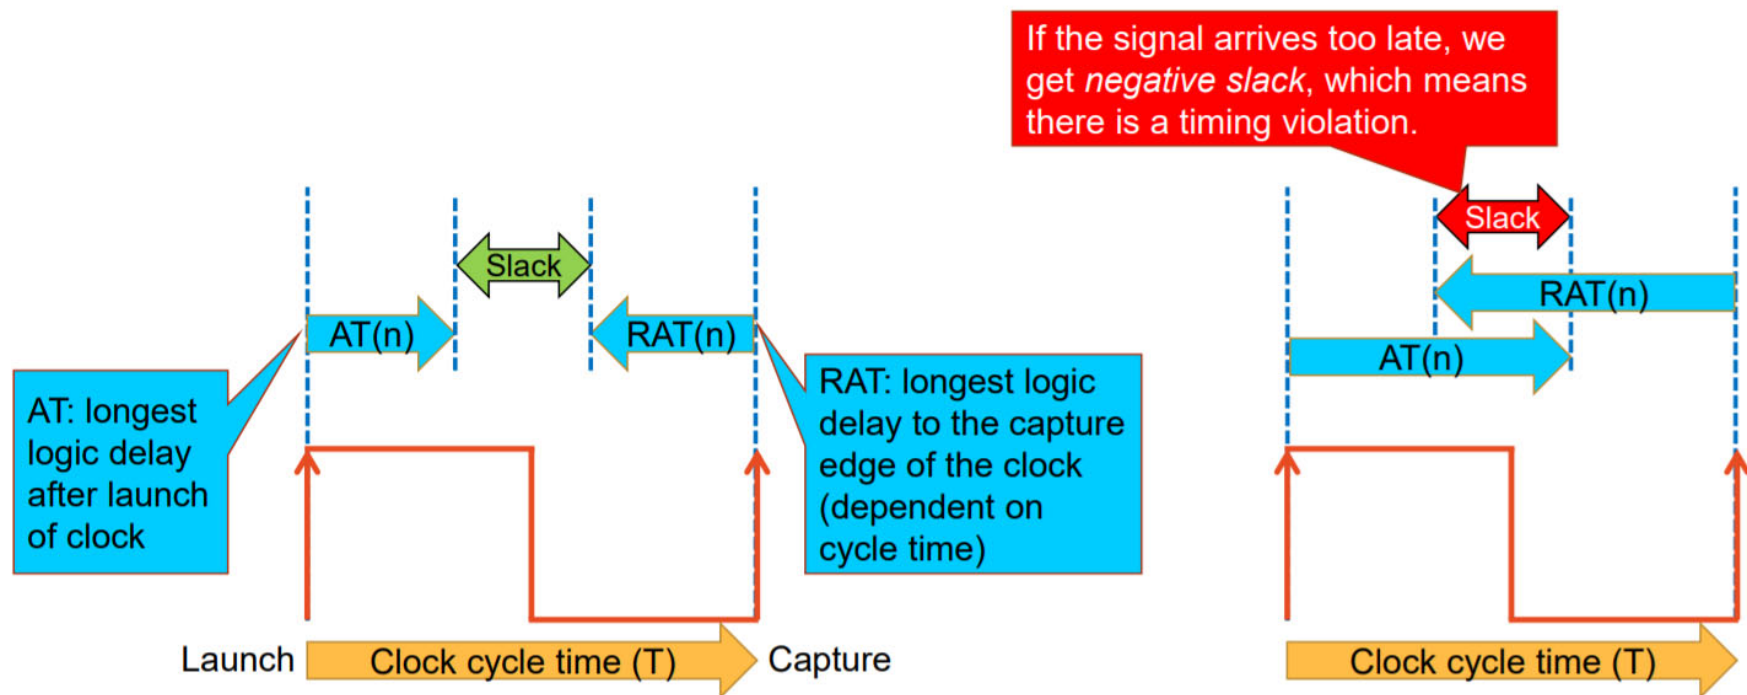 If the signal arrives too late, we
get negative slack, which means
there is a timing violation.
Slack
AT(n)
RAT(n)
AT: longest
logic delay
after launch
of clock
RAT: longest logic
delay to the capture
edge of the clock
(dependent on
cycle time)
Launch
Clock cycle time (T)
Capture
Slack
RAT(n)
AT(n)
Clock cycle time (T)